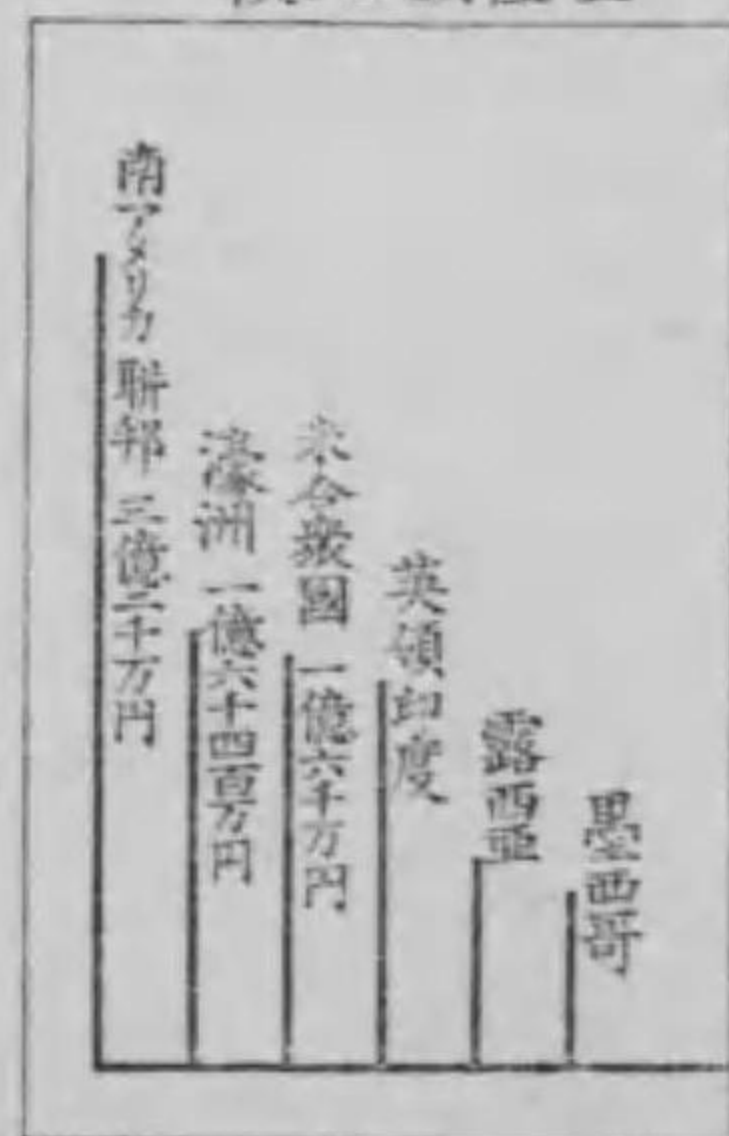 南アメリカ聯邦 三億二千万円
濠洲 一億六千四百万円
米合衆國 一億六千万円
英領印度
露西亜
墨西哥